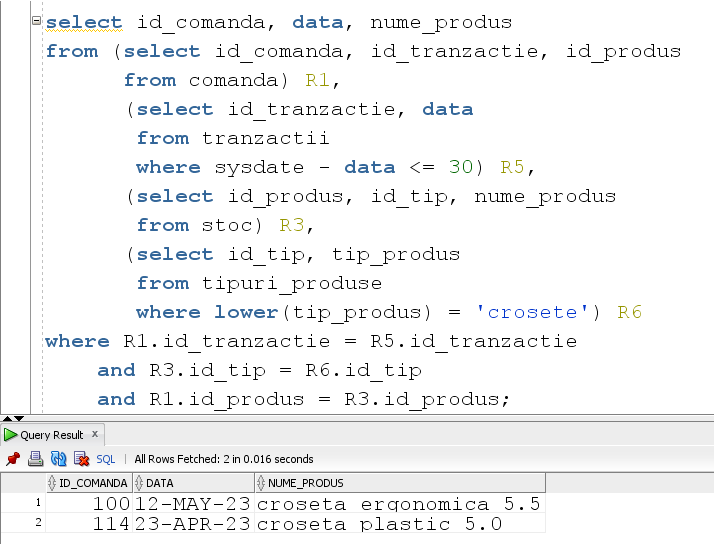 select id_comanda, data, nume_produs
from (select id_comanda, id_tranzactie, id_produs
from comanda) R1,
(select id_tranzactie, data
from tranzactii
where sysdate - data <= 30) R5,
(select id_produs, id_tip, nume_produs
from stoc) R3,
(select id_tip, tip_produs
from tipuri_produse
where lower(tip_produs) = 'crosete') R6
where R1.id_tranzactie = R5.id_tranzactie
and R3.id_tip = R6.id_tip
and R1.id_produs = R3.id_produs;
Query Result x
SQL | All Rows Fetched: 2 in 0.016 seconds
ID_COMANDA DATA NUME_PRODUS
1 100 12-MAY-23 croseta ergonomica 5.5
2 114 23-APR-23 croseta plastic 5.0